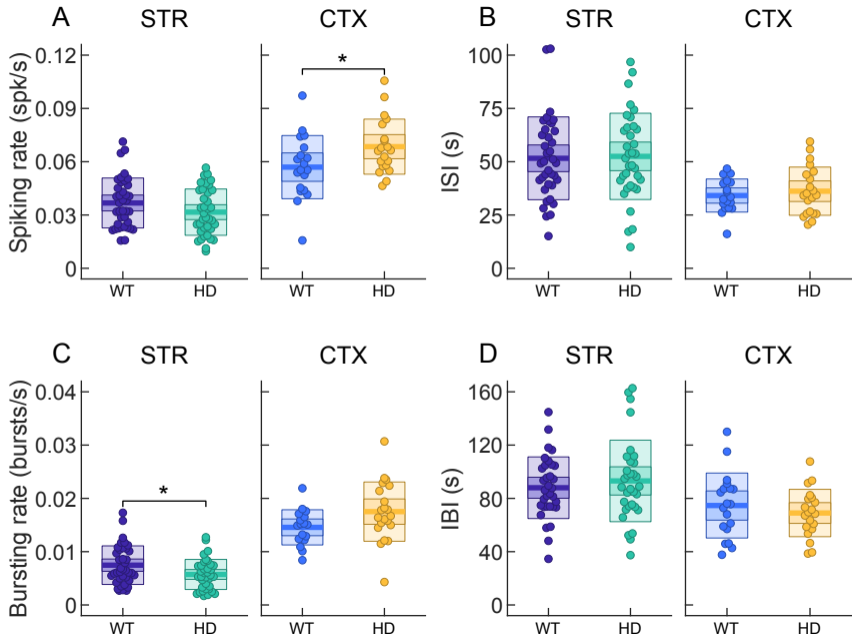 A STR CTX B STR CTX
Spiking rate (spk/s)
0.12
0.09
0.06
0.03
0
*
WT HD WT HD
ISI (s)
100
75
50
25
0
WT HD WT HD
C STR CTX D STR CTX
Bursting rate (bursts/s)
0.04
0.03
0.02
0.01
0
*
WT HD WT HD
IBI (s)
160
120
80
40
0
WT HD WT HD